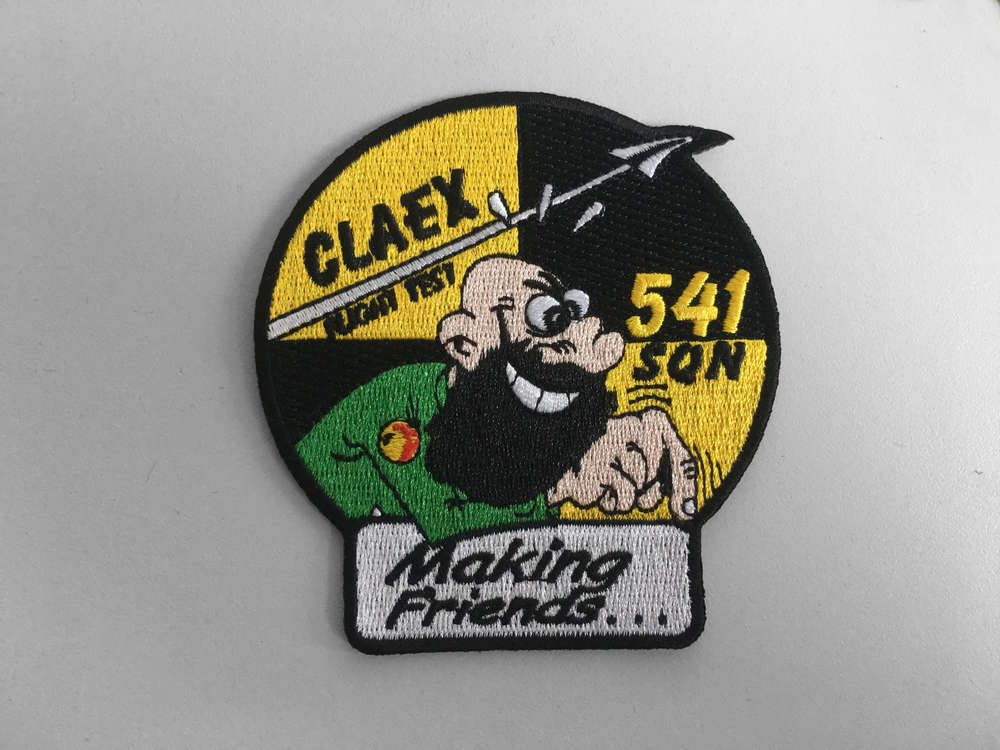 CLAEX
FLIGHT TEST
541
SQN
Making
Friends...